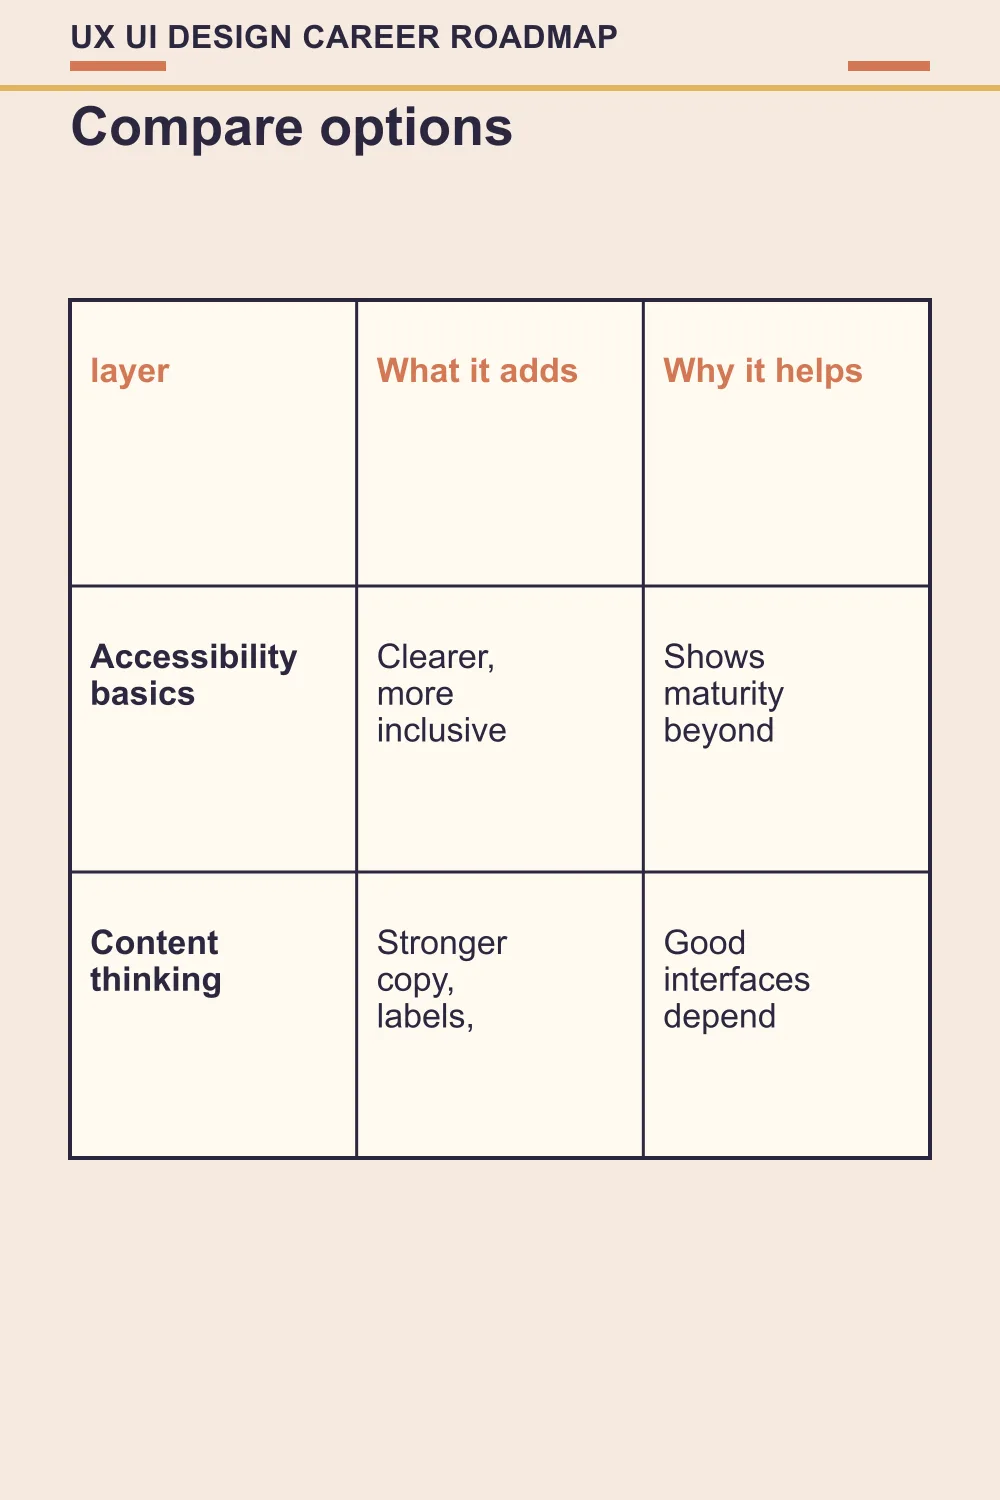 UX UI DESIGN CAREER ROADMAP
Compare options
layer
What it adds
Why it helps
Accessibility
basics
Clearer,
more
inclusive
Shows
maturity
beyond
Content
thinking
Stronger
copy,
labels,
Good
interfaces
depend